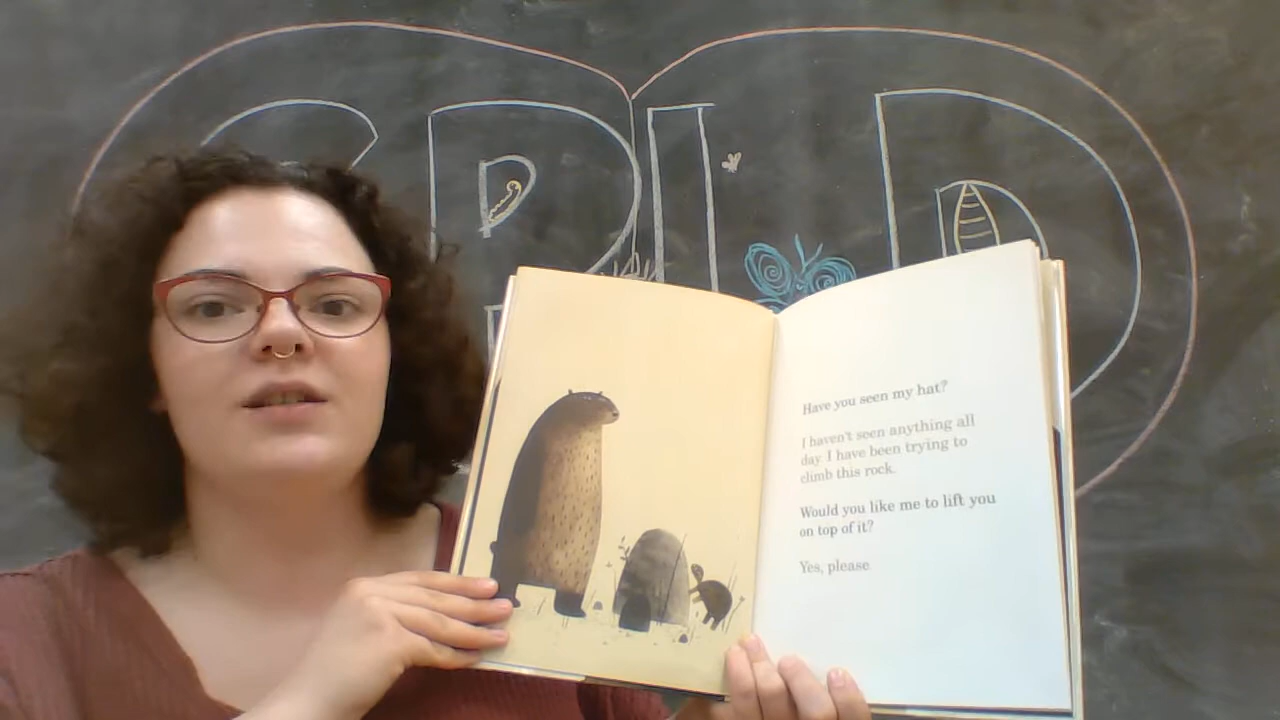 CPLD
Have you seen my hat?
I haven't seen anything all
day. I have been trying to
climb this rock.
Would you like me to lift you
on top of it?
Yes, please.